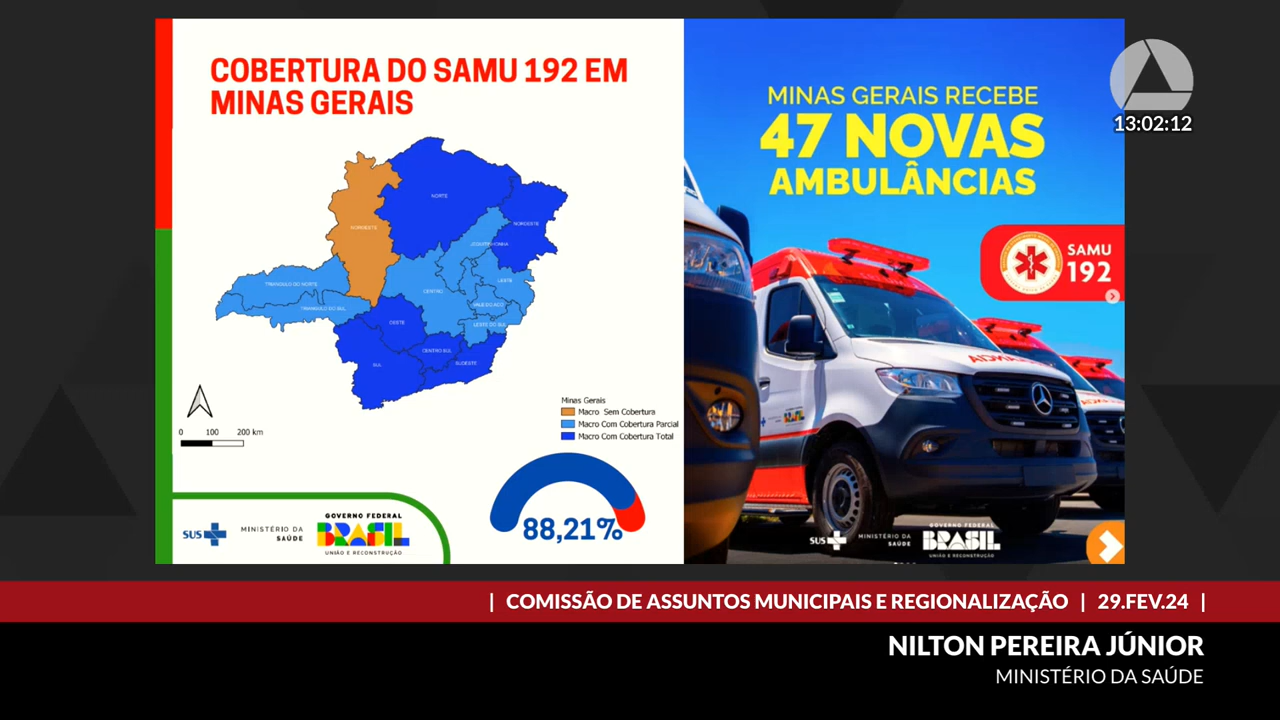 COBERTURA DO SAMU 192 EM
MINAS GERAIS
NORTE
NORDESTE
NOROESTE
JEQUITINHONHA
TRIANGULO DO NORTE
TRIANGULO DO SUL
CENTRO
LESTE
VALE DO AÇO
LESTE DO SUL
OESTE
CENTRO SUL
SUDESTE
SUL
0 100 200 km
Minas Gerais
Macro Sem Cobertura
Macro Com Cobertura Parcial
Macro Com Cobertura Total
88,21%
SUS
MINISTÉRIO DA
SAÚDE
GOVERNO FEDERAL
BRASIL
UNIÃO E RECONSTRUÇÃO
MINAS GERAIS RECEBE
47 NOVAS
AMBULÂNCIAS
SAMU
192
SUS
MINISTÉRIO DA
SAÚDE
GOVERNO FEDERAL
BRASIL
UNIÃO E RECONSTRUÇÃO
13:02:12
| COMISSÃO DE ASSUNTOS MUNICIPAIS E REGIONALIZAÇÃO | 29.FEV.24 |
NILTON PEREIRA JÚNIOR
MINISTÉRIO DA SAÚDE